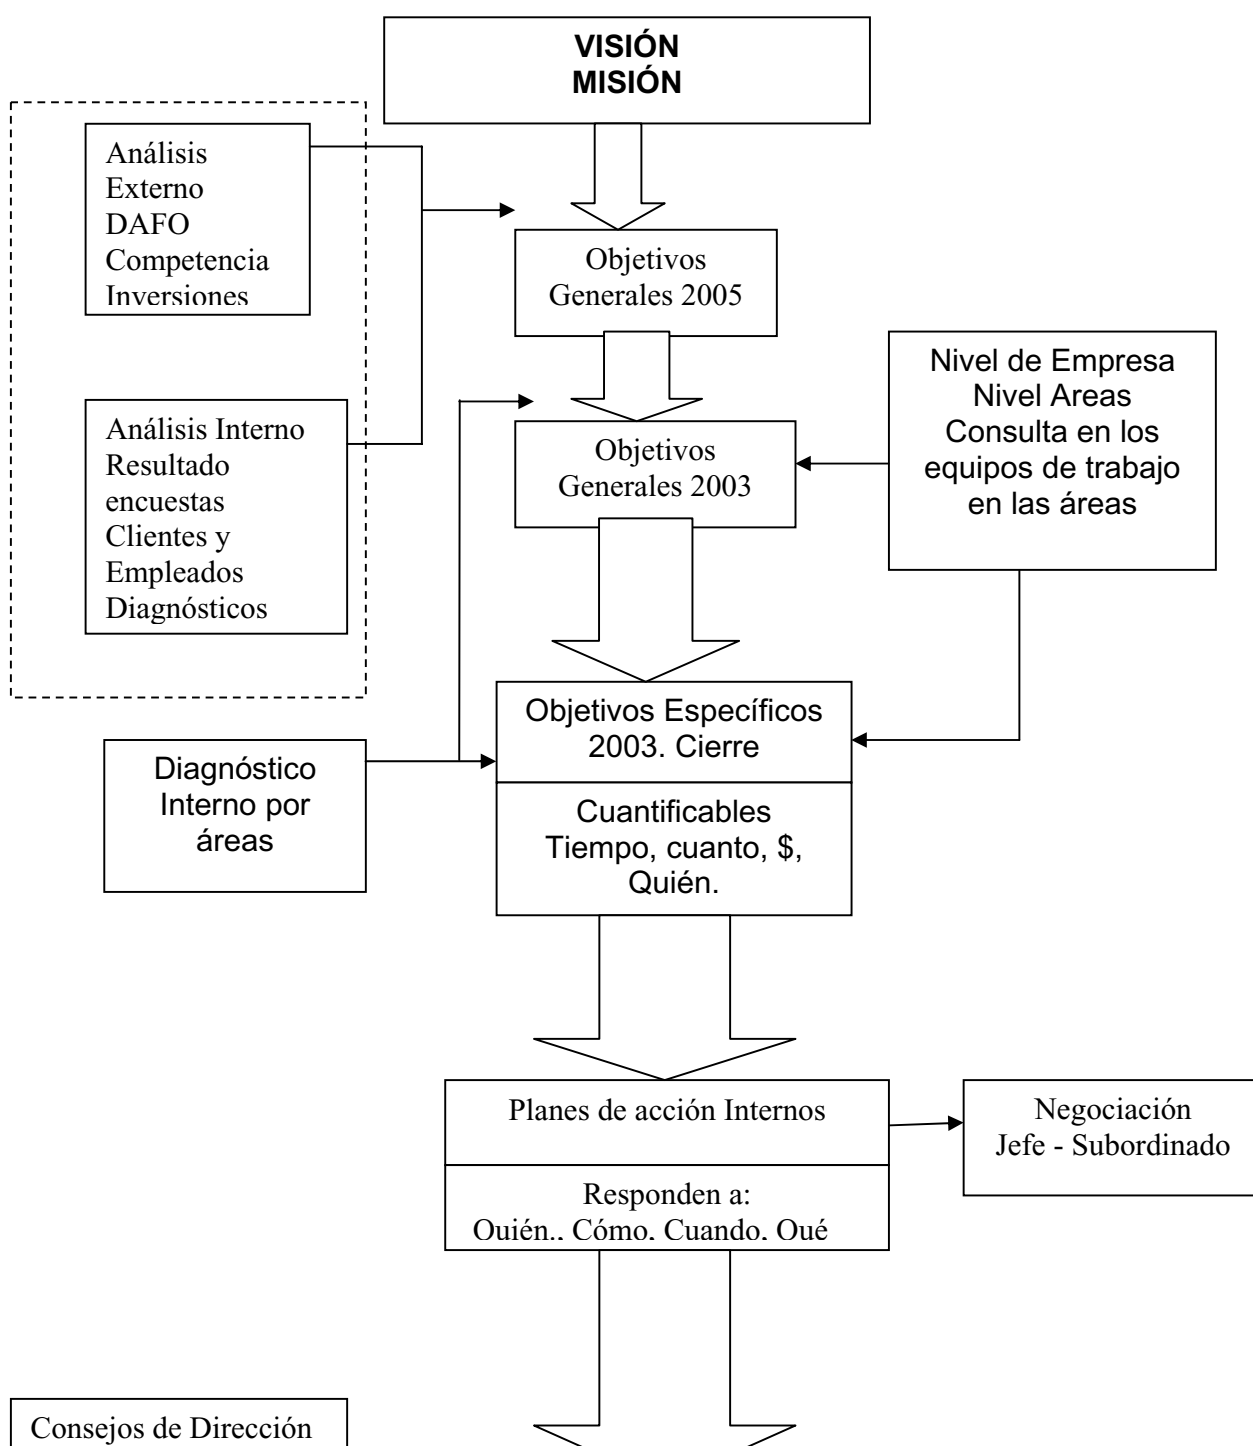 VISIÓN
MISIÓN
Análisis
Externo
DAFO
Competencia
Inversiones
Objetivos
Generales 2005
Nivel de Empresa
Nivel Areas
Consulta en los
equipos de trabajo
en las áreas
Análisis Interno
Resultado
encuestas
Clientes y
Empleados
Diagnósticos
Objetivos
Generales 2003
Objetivos Específicos
2003. Cierre
Diagnóstico
Interno por
áreas
Cuantificables
Tiempo, cuanto, $,
Quién.
Planes de acción Internos
Negociación
Jefe - Subordinado
Responden a:
Quién., Cómo, Cuando, Qué
Consejos de Dirección